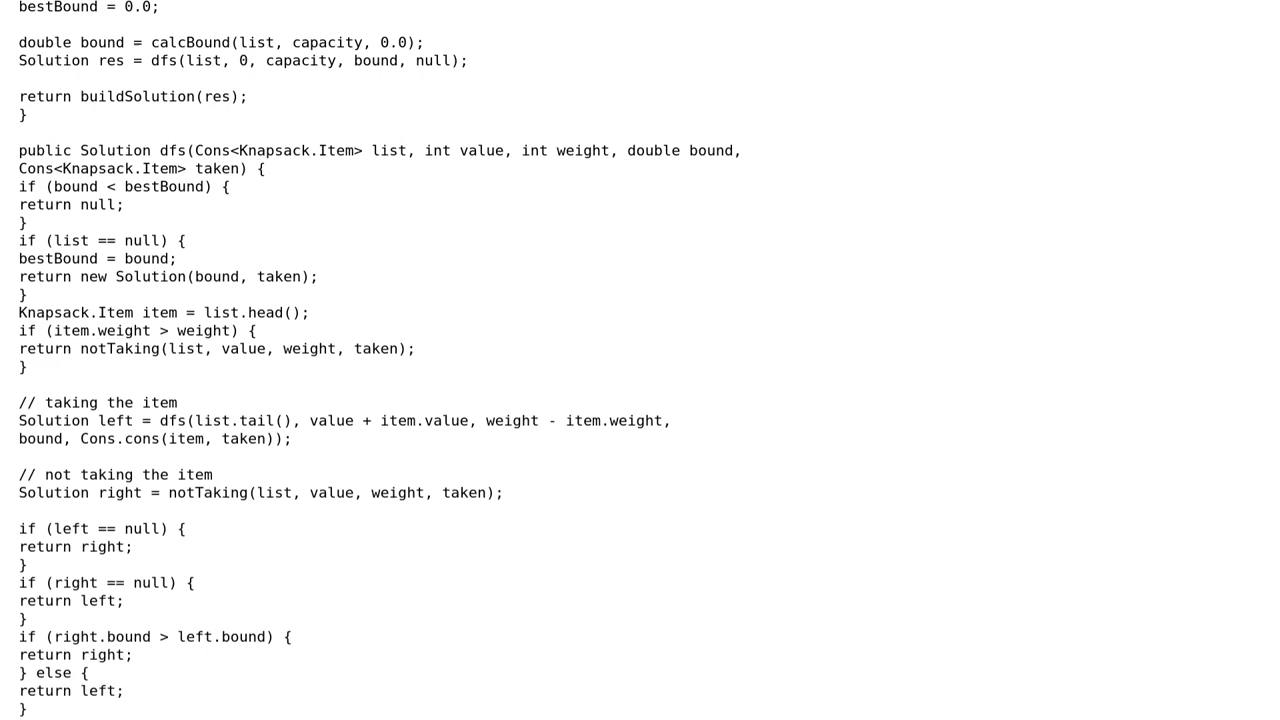 bestBound = 0.0;

double bound = calcBound(list, capacity, 0.0);
Solution res = dfs(list, 0, capacity, bound, null);

return buildSolution(res);
}

public Solution dfs(Cons<Knapsack.Item> list, int value, int weight, double bound,
Cons<Knapsack.Item> taken) {
if (bound < bestBound) {
return null;
}
if (list == null) {
bestBound = bound;
return new Solution(bound, taken);
}
Knapsack.Item item = list.head();
if (item.weight > weight) {
return notTaking(list, value, weight, taken);
}

// taking the item
Solution left = dfs(list.tail(), value + item.value, weight - item.weight,
bound, Cons.cons(item, taken));

// not taking the item
Solution right = notTaking(list, value, weight, taken);

if (left == null) {
return right;
}
if (right == null) {
return left;
}
if (right.bound > left.bound) {
return right;
} else {
return left;
}